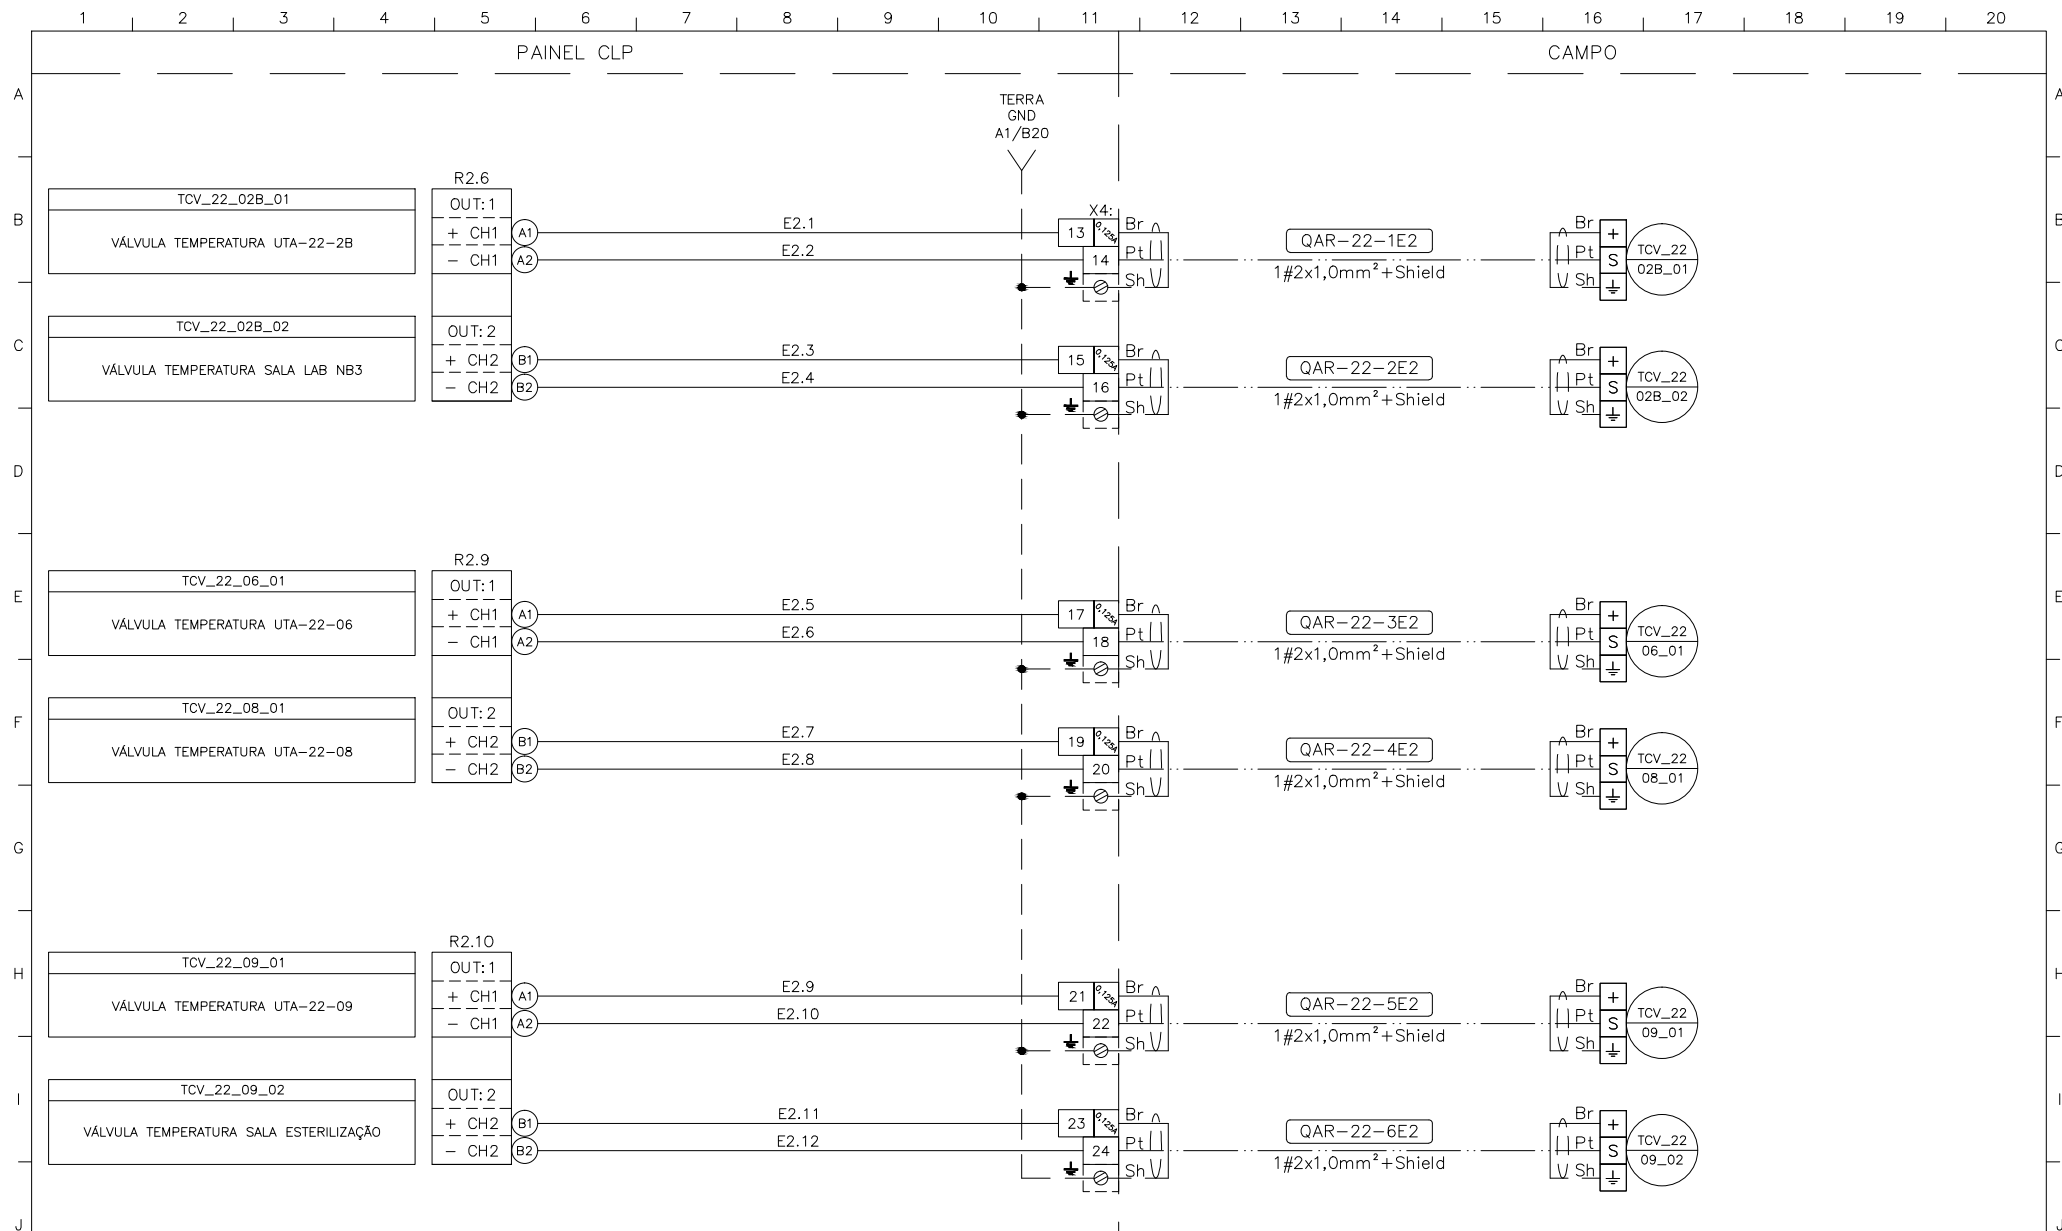 1 2 3 4 5 6 7 8 9 10 11 12 13 14 15 16 17 18 19 20
PAINEL CLP CAMPO
A A
TERRA
GND
A1/B20
B B
TCV_22_02B_01
VÁLVULA TEMPERATURA UTA-22-2B
R2.6
OUT:1
+ CH1 A1 E2.1 X4: 13 0,125A Br QAR-22-1E2 Br + TCV_22
- CH1 A2 E2.2 14 Pt 1#2x1,0mm²+Shield Pt S 02B_01
Sh Sh
C C
TCV_22_02B_02
VÁLVULA TEMPERATURA SALA LAB NB3
OUT:2
+ CH2 B1 E2.3 15 0,125A Br QAR-22-2E2 Br + TCV_22
- CH2 B2 E2.4 16 Pt 1#2x1,0mm²+Shield Pt S 02B_02
Sh Sh
D D
E E
TCV_22_06_01
VÁLVULA TEMPERATURA UTA-22-06
R2.9
OUT:1
+ CH1 A1 E2.5 17 0,125A Br QAR-22-3E2 Br + TCV_22
- CH1 A2 E2.6 18 Pt 1#2x1,0mm²+Shield Pt S 06_01
Sh Sh
F F
TCV_22_08_01
VÁLVULA TEMPERATURA UTA-22-08
OUT:2
+ CH2 B1 E2.7 19 0,125A Br QAR-22-4E2 Br + TCV_22
- CH2 B2 E2.8 20 Pt 1#2x1,0mm²+Shield Pt S 08_01
Sh Sh
G G
H H
TCV_22_09_01
VÁLVULA TEMPERATURA UTA-22-09
R2.10
OUT:1
+ CH1 A1 E2.9 21 0,125A Br QAR-22-5E2 Br + TCV_22
- CH1 A2 E2.10 22 Pt 1#2x1,0mm²+Shield Pt S 09_01
Sh Sh
I I
TCV_22_09_02
VÁLVULA TEMPERATURA SALA ESTERILIZAÇÃO
OUT:2
+ CH2 B1 E2.11 23 0,125A Br QAR-22-6E2 Br + TCV_22
- CH2 B2 E2.12 24 Pt 1#2x1,0mm²+Shield Pt S 09_02
Sh Sh
J J